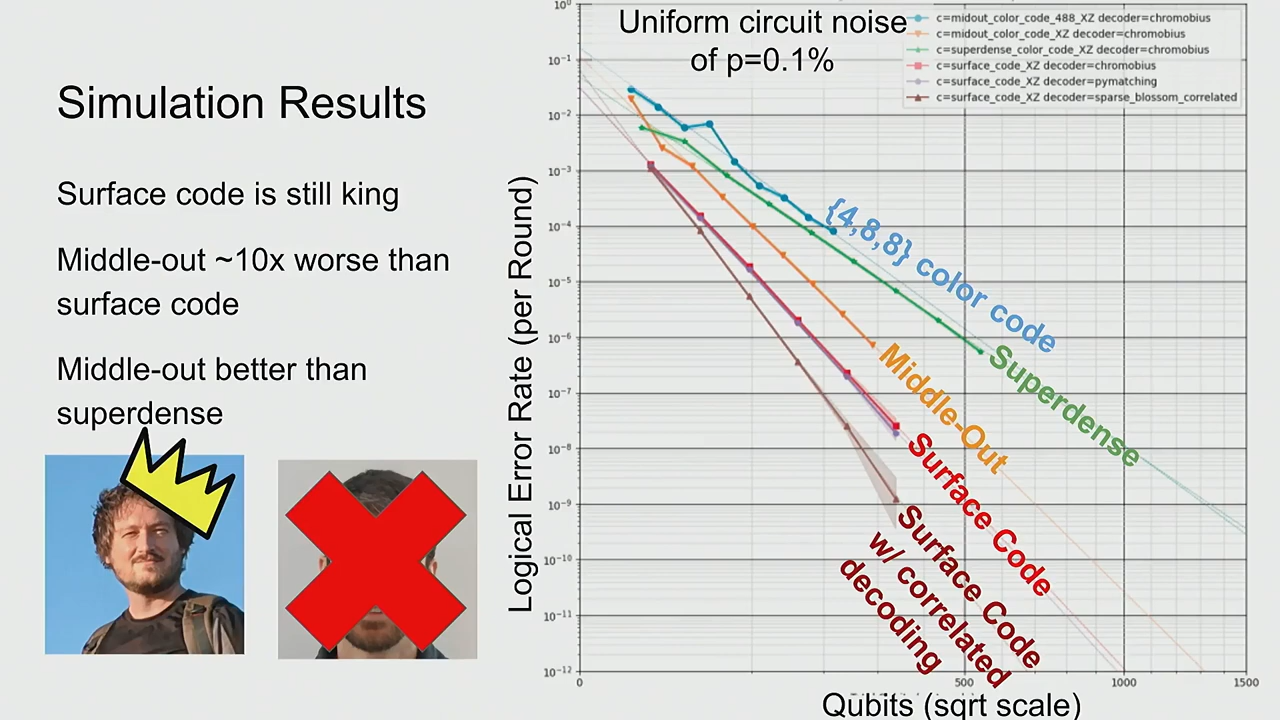 Simulation Results
Surface code is still king
Middle-out ~10x worse than
surface code
Middle-out better than
superdense
Uniform circuit noise
of p=0.1%
c=midout_color_code_488_XZ decoder=chromobius
c=midout_color_code_XZ decoder=chromobius
c=superdense_color_code_XZ decoder=chromobius
c=surface_code_XZ decoder=chromobius
c=surface_code_XZ decoder=pymatching
c=surface_code_XZ decoder=sparse_blossom_correlated
Logical Error Rate (per Round)
10⁰
10⁻¹
10⁻²
10⁻³
10⁻⁴
10⁻⁵
10⁻⁶
10⁻⁷
10⁻⁸
10⁻⁹
10⁻¹⁰
10⁻¹¹
10⁻¹²
{4,8,8} color code
Superdense
Middle-Out
Surface Code
Surface Code
w/ correlated
decoding
0
500
1000
1500
Qubits (sqrt scale)